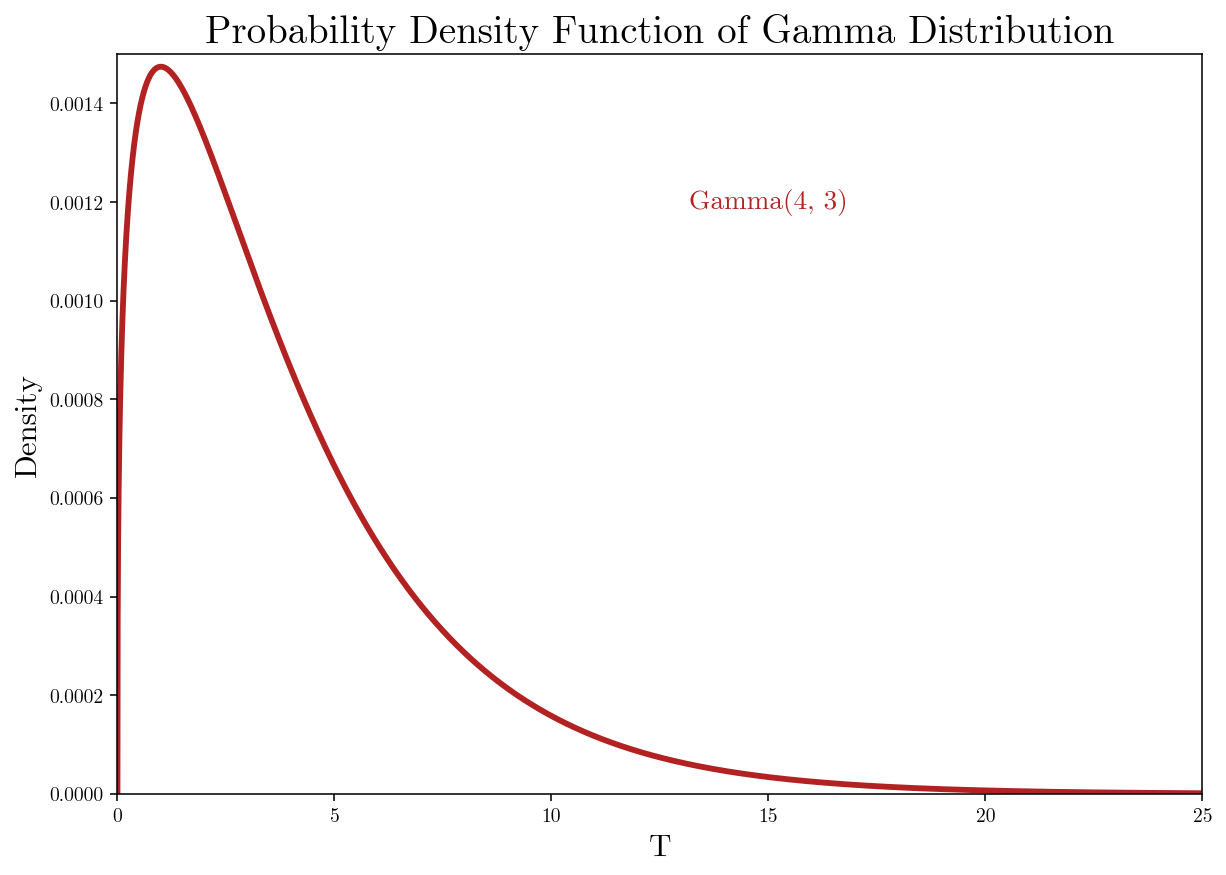 Probability Density Function of Gamma Distribution
0.0014
0.0012
0.0010
0.0008
0.0006
0.0004
0.0002
0.0000
Density
Gamma(4, 3)
0 5 10 15 20 25
T